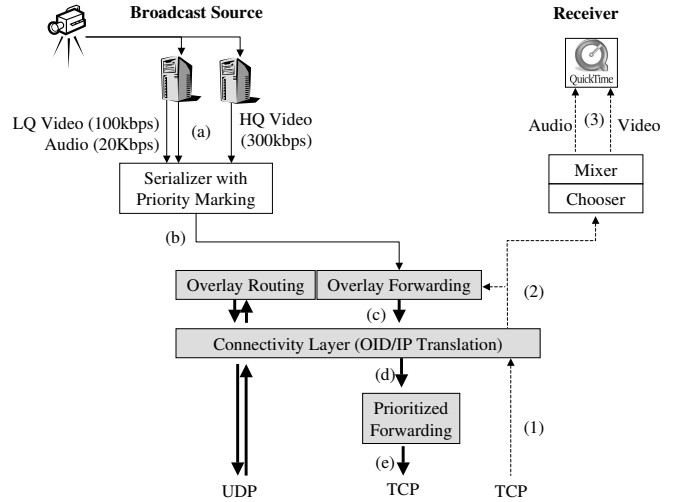 Broadcast Source
Receiver
QuickTime
LQ Video (100kbps)
Audio (20Kbps)
(a)
HQ Video
(300kbps)
Audio
(3)
Video
Serializer with
Priority Marking
Mixer
Chooser
(b)
Overlay Routing
Overlay Forwarding
(2)
(c)
Connectivity Layer (OID/IP Translation)
(d)
Prioritized
Forwarding
(1)
(e)
UDP
TCP
TCP